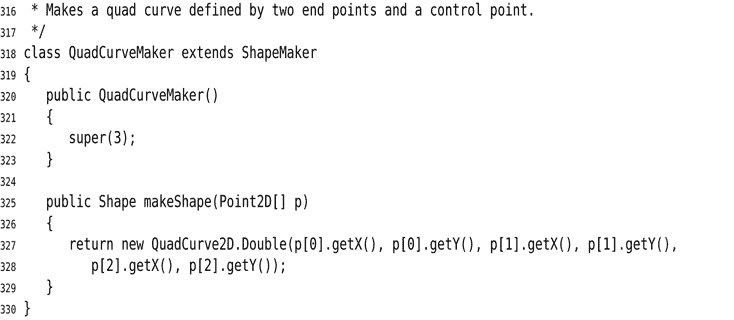 316  * Makes a quad curve defined by two end points and a control point.
317  */
318 class QuadCurveMaker extends ShapeMaker
319 {
320    public QuadCurveMaker()
321    {
322       super(3);
323    }
324
325    public Shape makeShape(Point2D[] p)
326    {
327       return new QuadCurve2D.Double(p[0].getX(), p[0].getY(), p[1].getX(), p[1].getY(),
328          p[2].getX(), p[2].getY());
329    }
330 }